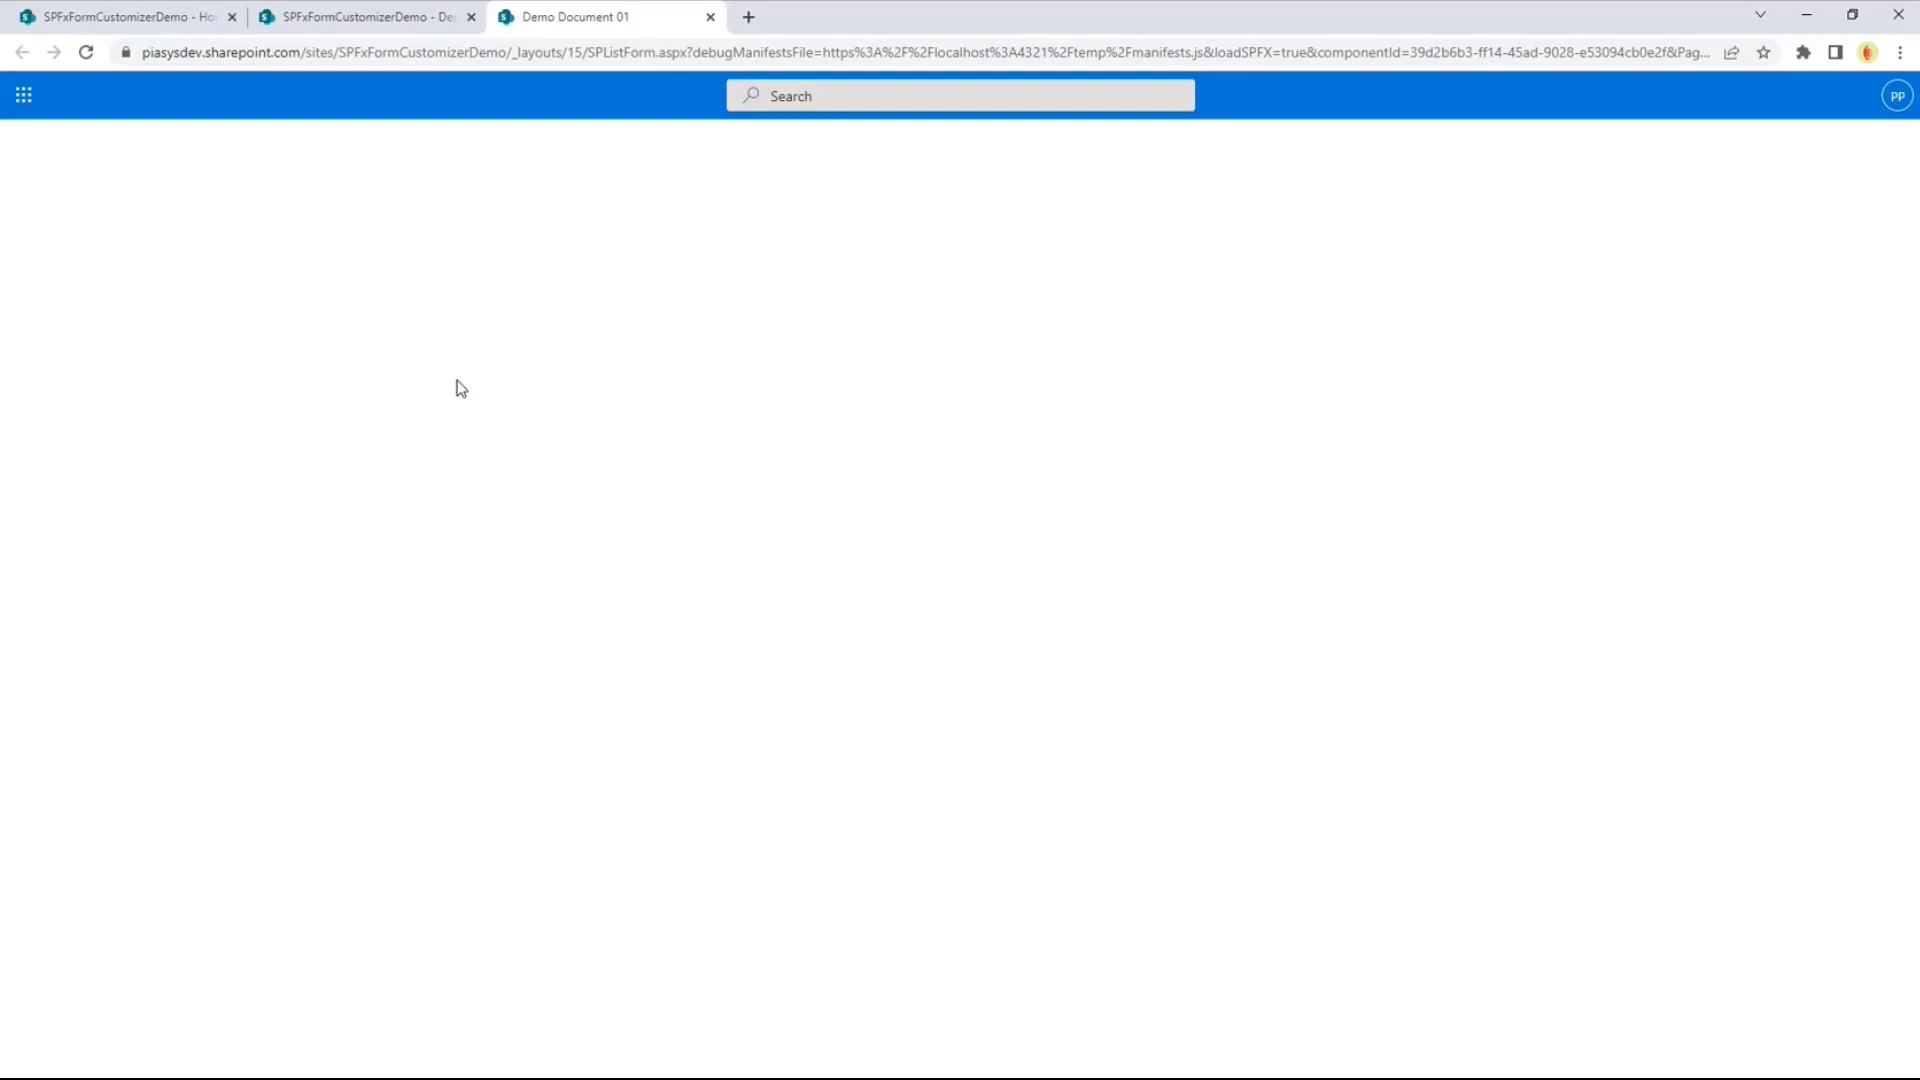 SPFxFormCustomizerDemo - Ho
SPFxFormCustomizerDemo - De
Demo Document 01
piasysdev.sharepoint.com/sites/SPFxFormCustomizerDemo/_layouts/15/SPListForm.aspx?debugManifestsFile=https%3A%2F%2Flocalhost%3A4321%2Ftemp%2Fmanifests.js&loadSPFX=true&componentId=39d2b6b3-ff14-45ad-9028-e53094cb0e2f&Pag...
Search
PP